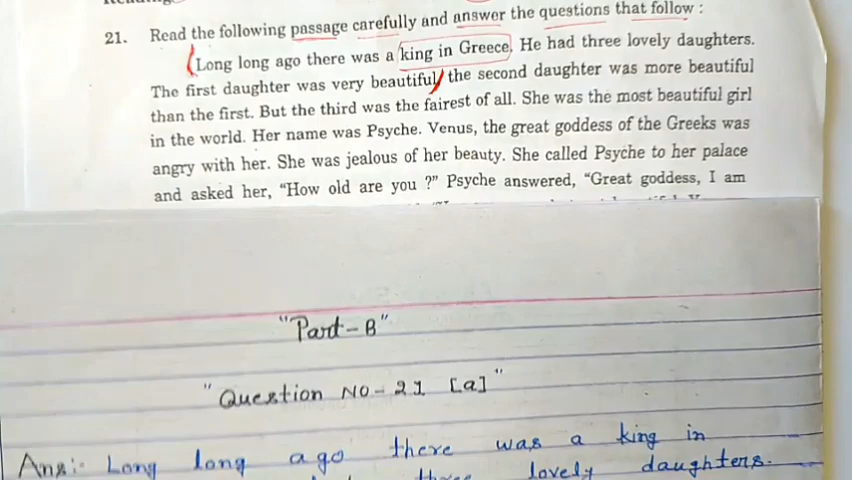 21. Read the following passage carefully and answer the questions that follow :
Long long ago there was a king in Greece. He had three lovely daughters.
The first daughter was very beautiful, the second daughter was more beautiful
than the first. But the third was the fairest of all. She was the most beautiful girl
in the world. Her name was Psyche. Venus, the great goddess of the Greeks was
angry with her. She was jealous of her beauty. She called Psyche to her palace
and asked her, “How old are you ?” Psyche answered, “Great goddess, I am
"Part-B"
"Question NO-21 [a]"
Ans:- Long long ago there was a king in
three lovely daughters.